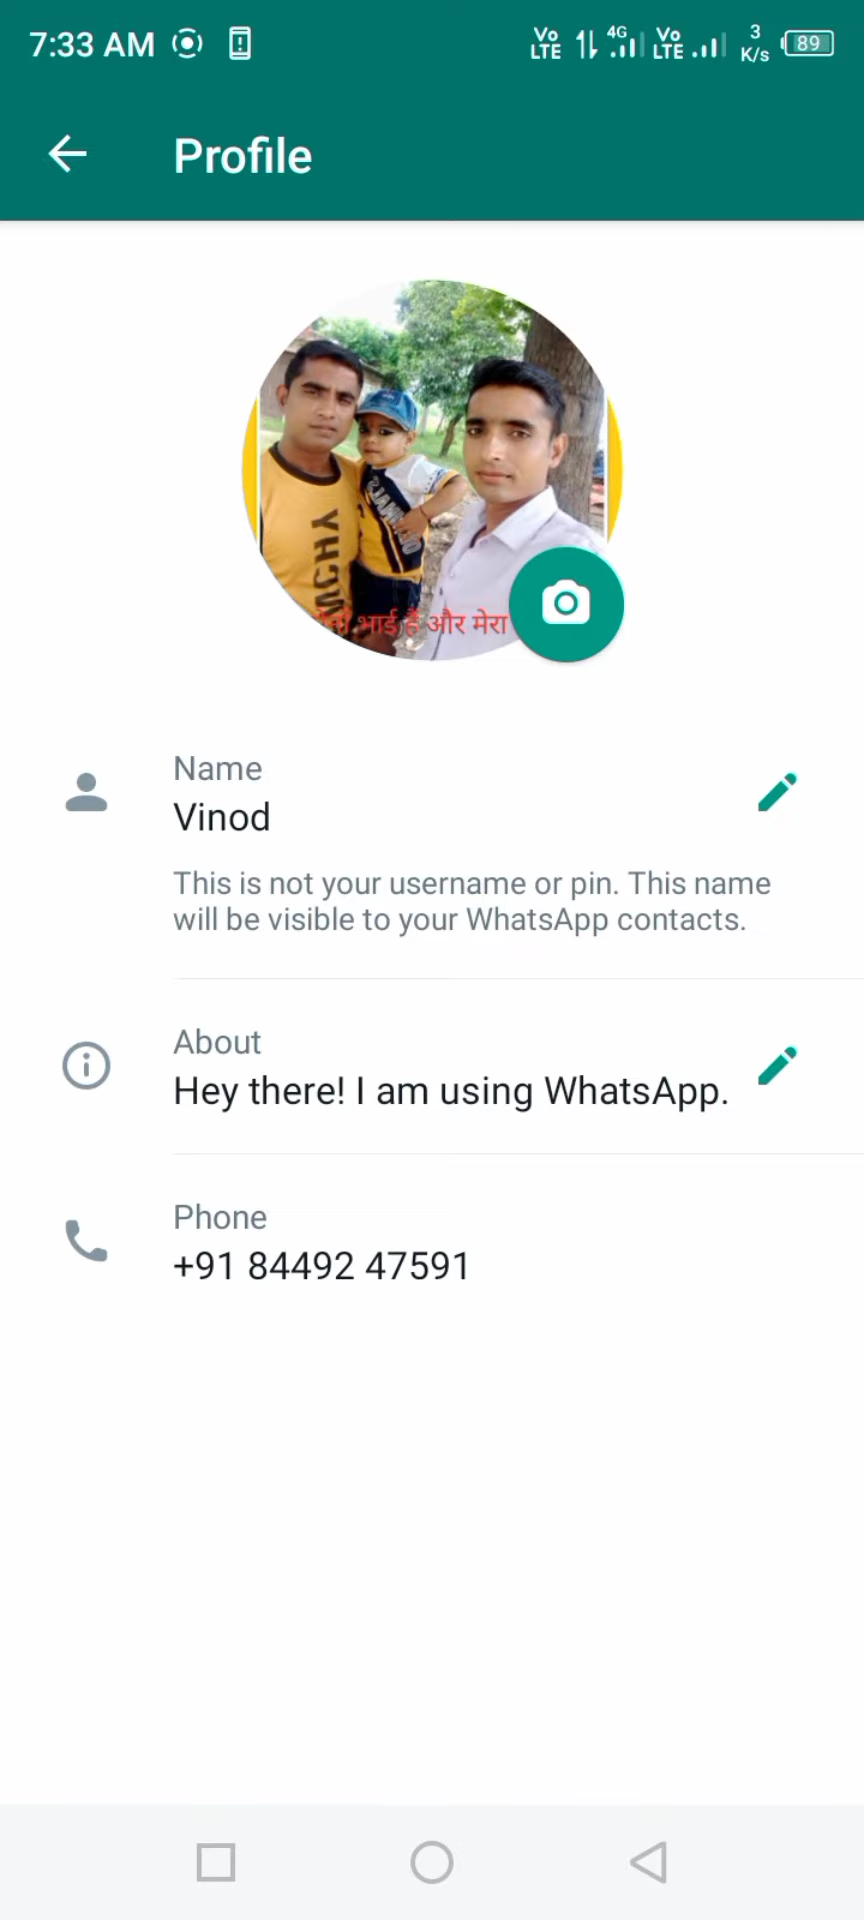 7:33 AM
Vo LTE 4G Vo LTE 3 K/s 89
Profile
YHCW
भाई हैं और मेरा
Name
Vinod
This is not your username or pin. This name
will be visible to your WhatsApp contacts.
About
Hey there! I am using WhatsApp.
Phone
+91 84492 47591